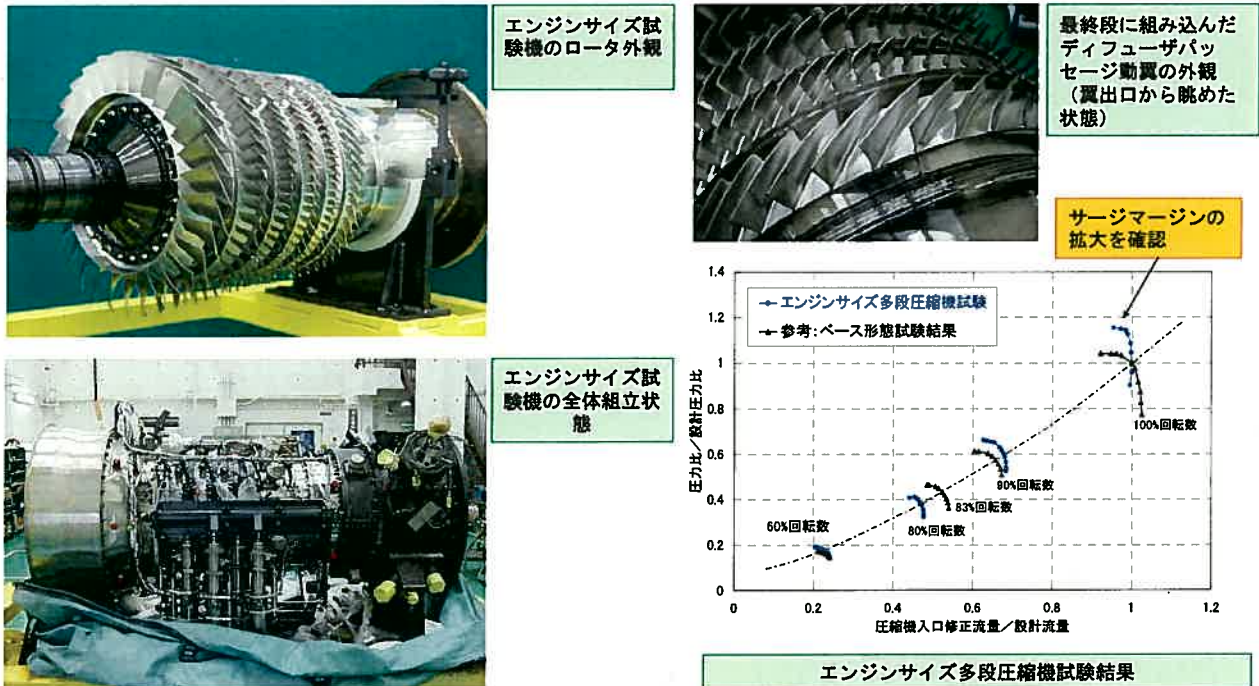 エンジンサイズ試
験機のロータ外観
最終段に組み込んだ
ディフューザパッ
セージ動翼の外観
(翼出口から眺めた
状態)
エンジンサイズ試
験機の全体組立状
態
サージマージンの
拡大を確認
圧力比/設計圧力比
1.4
1.2
1
0.8
0.6
0.4
0.2
0
エンジンサイズ多段圧縮機試験
参考:ベース形態試験結果
100%回転数
90%回転数
83%回転数
80%回転数
60%回転数
0 0.2 0.4 0.6 0.8 1 1.2
圧縮機入口修正流量/設計流量
エンジンサイズ多段圧縮機試験結果